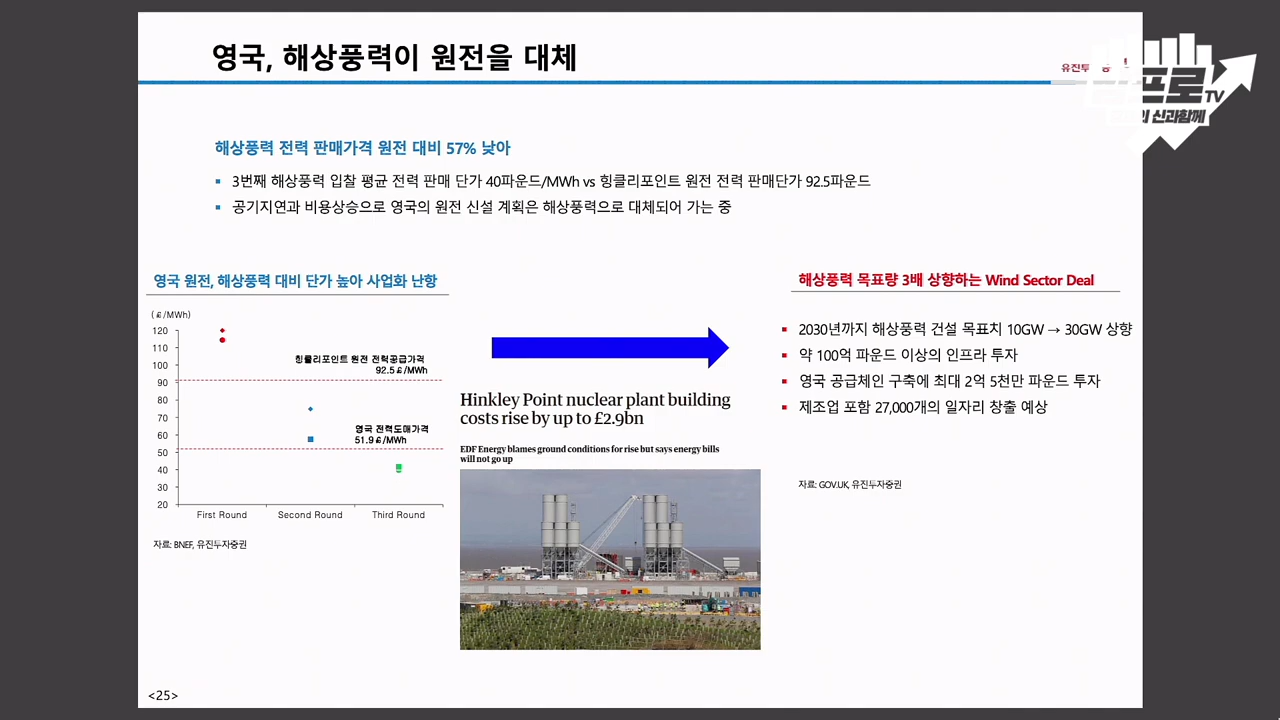 영국, 해상풍력이 원전을 대체
유진투
프로TV
신과함께
해상풍력 전력 판매가격 원전 대비 57% 낮아
▪ 3번째 해상풍력 입찰 평균 전력 판매 단가 40파운드/MWh vs 힝클리포인트 원전 전력 판매단가 92.5파운드
▪ 공기지연과 비용상승으로 영국의 원전 신설 계획은 해상풍력으로 대체되어 가는 중
영국 원전, 해상풍력 대비 단가 높아 사업화 난항
(£/MWh)
120
110
100
90
80
70
60
50
40
30
20
힝클리포인트 원전 전력공급가격
92.5£/MWh
영국 전력도매가격
51.9£/MWh
First Round
Second Round
Third Round
자료: BNEF, 유진투자증권
Hinkley Point nuclear plant building
costs rise by up to £2.9bn
EDF Energy blames ground conditions for rise but says energy bills
will not go up
해상풍력 목표량 3배 상향하는 Wind Sector Deal
▪ 2030년까지 해상풍력 건설 목표치 10GW → 30GW 상향
▪ 약 100억 파운드 이상의 인프라 투자
▪ 영국 공급체인 구축에 최대 2억 5천만 파운드 투자
▪ 제조업 포함 27,000개의 일자리 창출 예상
자료: GOV.UK, 유진투자증권
<25>